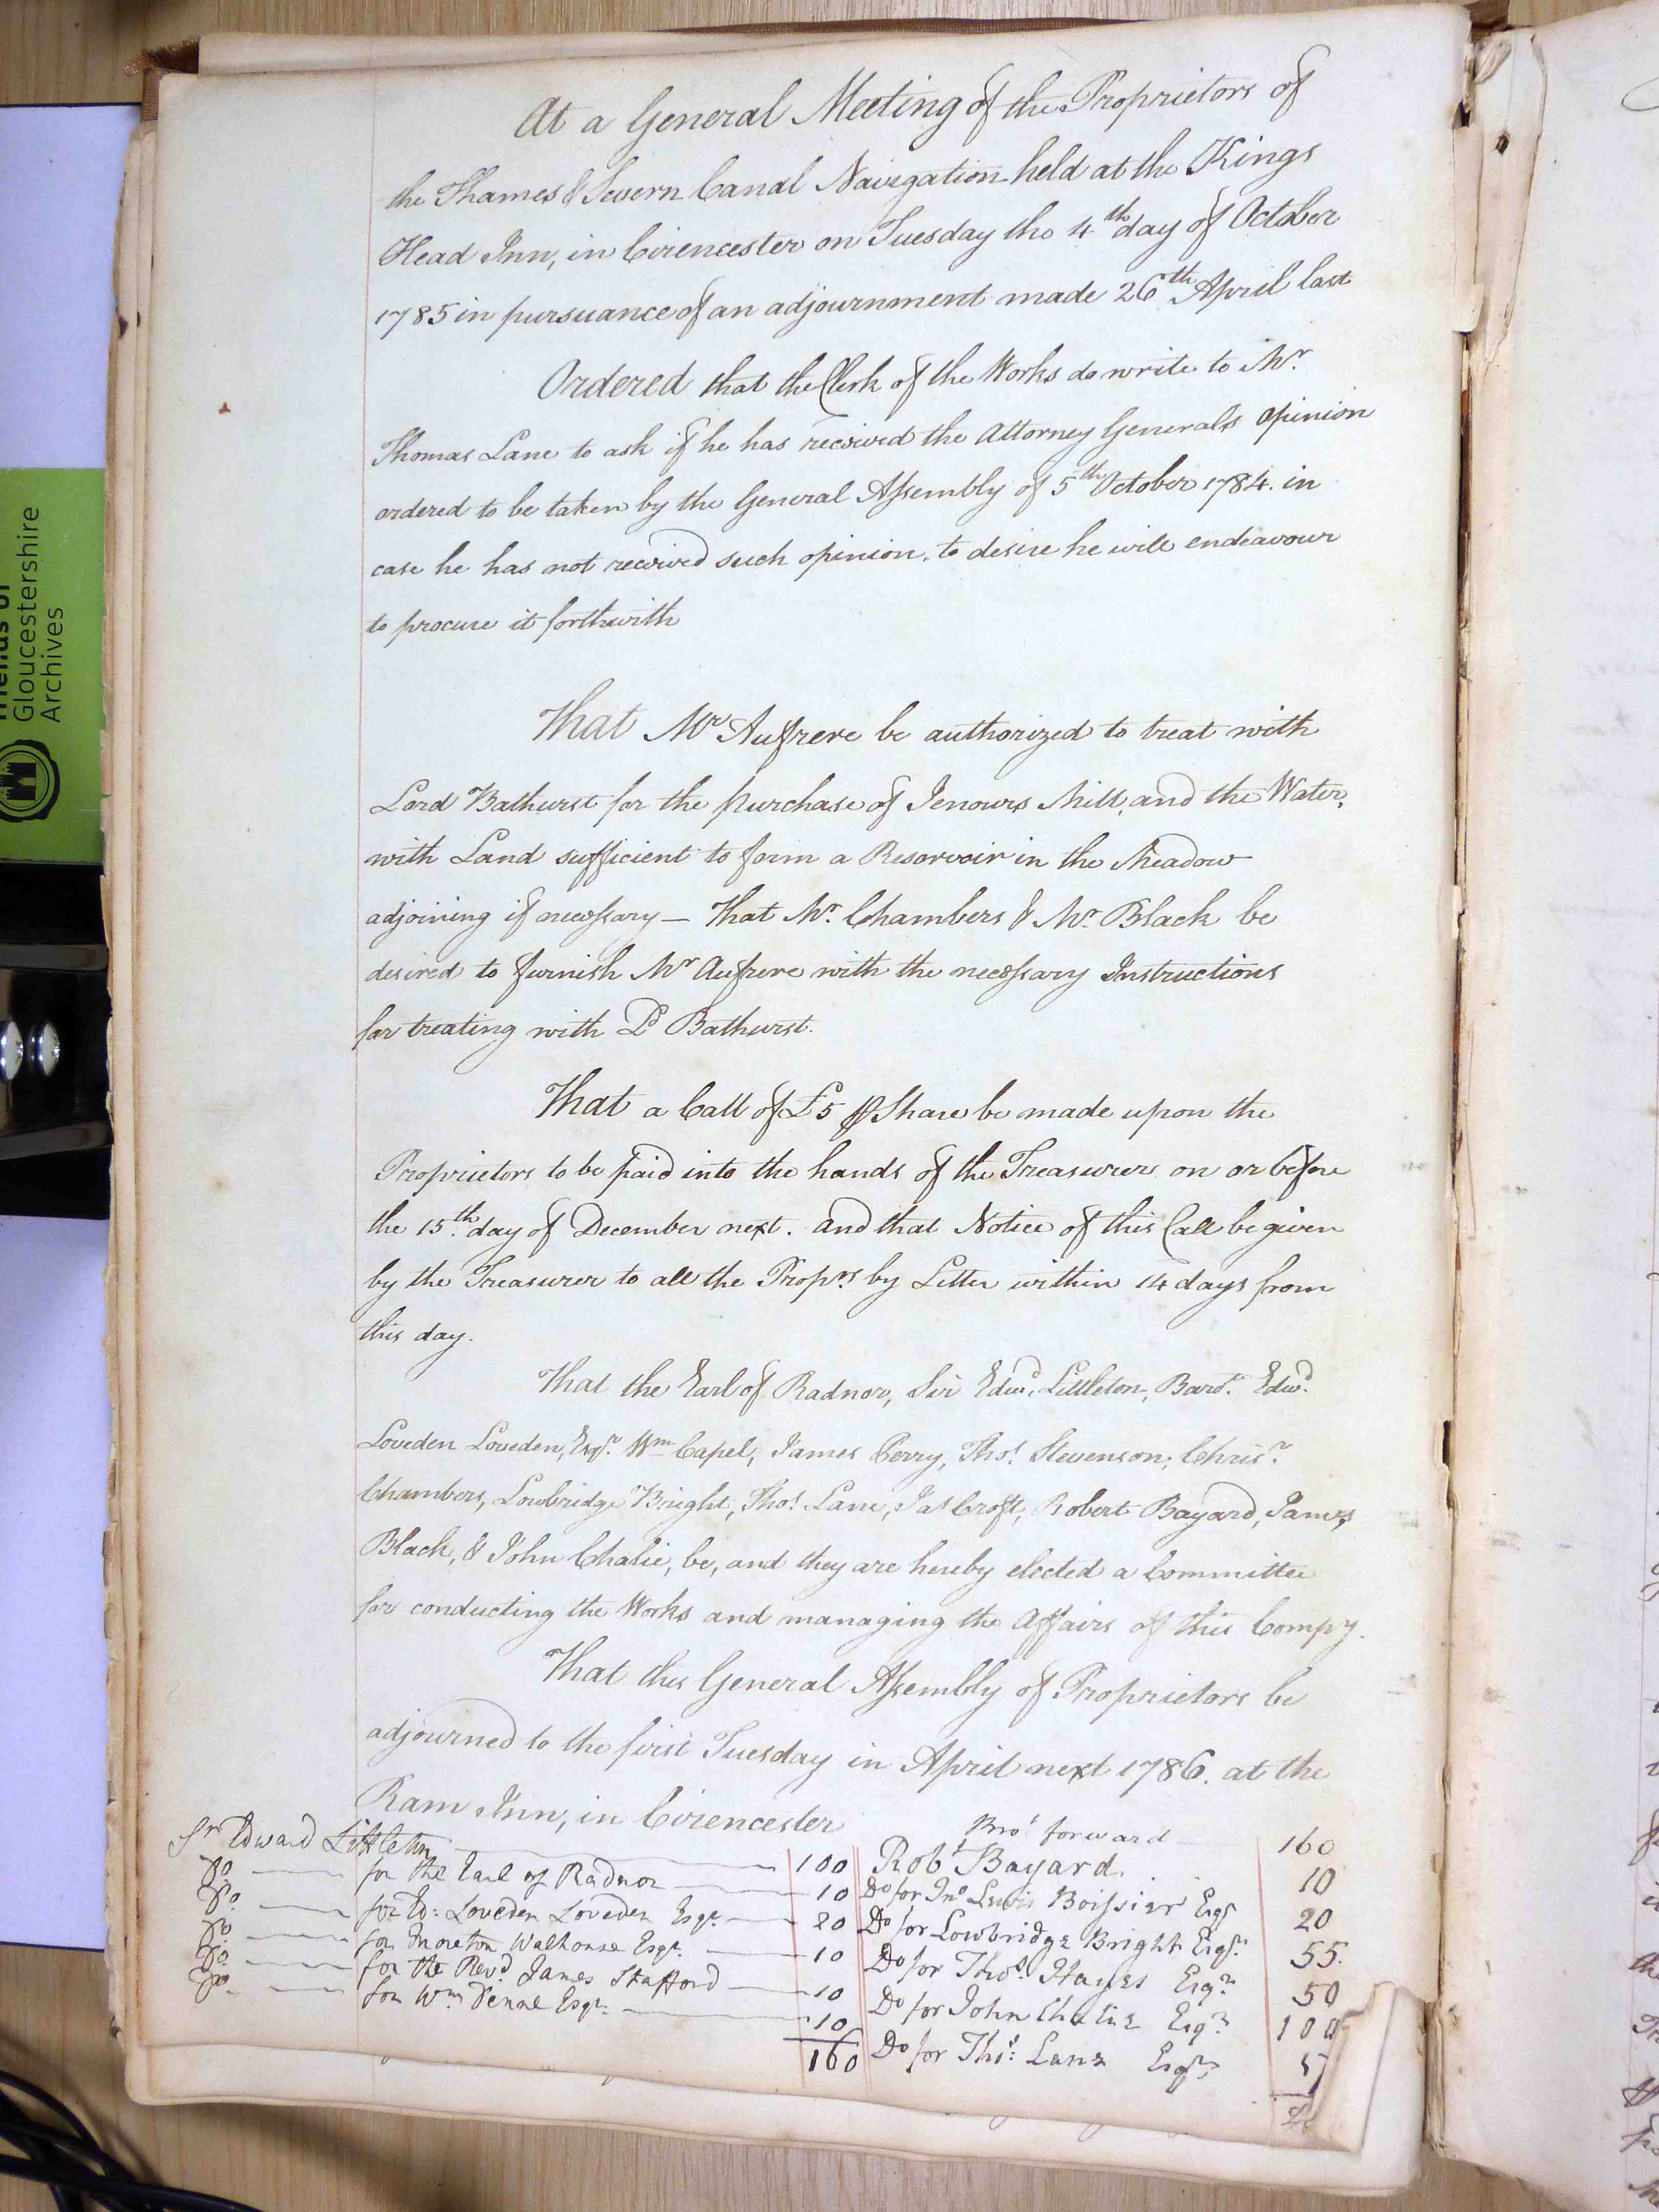 At a General Meeting of the Proprietors of
the Thames & Severn Canal Navigation held at the Kings
Head Inn, in Cirencester on Tuesday the 4th day of October
1785 in pursuance of an adjournment made 26th April last
Ordered that the Clerk of the Works do write to Mr.
Thomas Lane to ask if he has received the Attorney Generals opinion
ordered to be taken by the General Assembly of 5th October 1784. in
case he has not received such opinion, to desire he will endeavour
to procure it forthwith
That Mr Aufrere be authorized to treat with
Lord Bathurst for the purchase of Jenours Mill, and the Water,
with Land sufficient to form a Reservoir in the Meadow
adjoining if necessary — That Mr. Chambers & Mr. Black be
desired to furnish Mr Aufrere with the necessary Instructions
for treating with Ld Bathurst.
That a Call of £5 ⅌ Share be made upon the
Proprietors to be paid into the hands of the Treasurer on or before
the 15th. day of December next. and that Notice of this Call be given
by the Treasurer to all the Proprs by Letter within 14 days from
this day.
That the Earl of Radnor, Sir Edwd. Littleton, Bart. Edwd.
Loveden Loveden, Esqr. Wm Capel, James Perry, Thos. Stevenson, Chrisr.
Chambers, Lowbridge Bright, Thos. Lane, Jas Croft, Robert Bayard, James
Black, & John Chalie, be, and they are hereby elected a Committee
for conducting the Works and managing the Affairs of this Compy.
That this General Assembly of Proprietors be
adjourned to the first Tuesday in April next 1786. at the
Ram Inn, in Cirencester
Sr Edward Littleton 100
Do. for the Earl of Radnor 10
Do. for Ed: Loveden Loveden Esqr. 20
Do. for Moreton Walhouse Esqr. 10
Do. for the Revd. James Stafford 10
Do. for Wm Esqr. 10
160
Brot forward 160
Robt Bayard 10
Do for Jno Lewis Boissier Esqr 20
Do for Lowbridge Bright Esqr. 55.
Do for Thos. Hayes Esqr. 50
Do for John Chalie Esqr. 100
Do for Thos: Lane Esqr. 5
Friends of
Gloucestershire
Archives